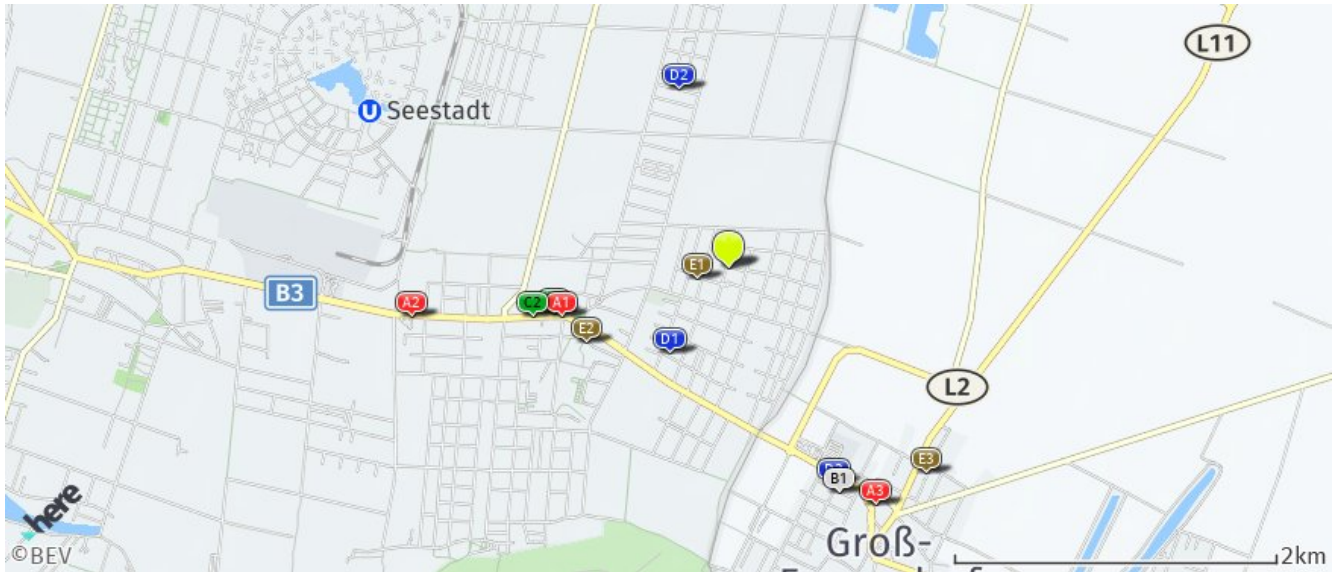 L11
D2
Seestadt
E1
B3
A2
C2
A1
E2
D1
L2
E3
B1
A3
here
Groß-
©BEV
2km